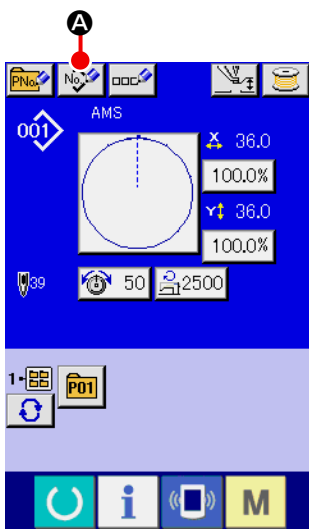 A
PNo. No.
AMS
001
X 36.0
100.0%
Y 36.0
100.0%
39 50 2500
1-
P01
i M